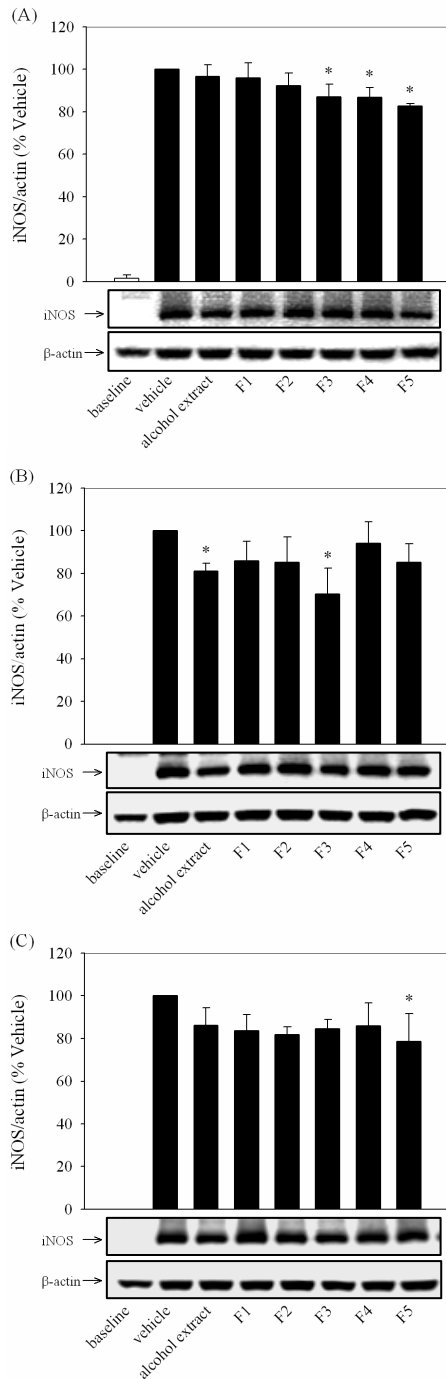 (A)
120
100
80
60
40
20
0
iNOS/actin (% Vehicle)
* * *
iNOS
β-actin
baseline vehicle alcohol extract F1 F2 F3 F4 F5
(B)
120
100
80
60
40
20
0
iNOS/actin (% Vehicle)
* *
iNOS
β-actin
baseline vehicle alcohol extract F1 F2 F3 F4 F5
(C)
120
100
80
60
40
20
0
iNOS/actin (% Vehicle)
*
iNOS
β-actin
baseline vehicle alcohol extract F1 F2 F3 F4 F5